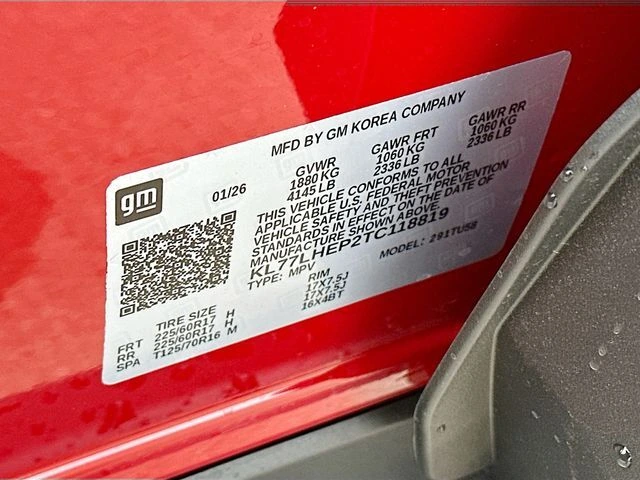 MFD BY GM KOREA COMPANY
gm
01/26
GVWR GAWR FRT GAWR RR
1880 KG 1060 KG 1060 KG
4145 LB 2336 LB 2336 LB
THIS VEHICLE CONFORMS TO ALL
APPLICABLE U.S. FEDERAL MOTOR
VEHICLE SAFETY AND THEFT PREVENTION
STANDARDS IN EFFECT ON THE DATE OF
MANUFACTURE SHOWN ABOVE.
KL77LHEP2TC118819
TYPE: MPV MODEL: 291TU58
TIRE SIZE RIM
FRT 225/60R17 H 17X7.5J
RR 225/60R17 H 17X7.5J
SPA T125/70R16 M 16X4BT